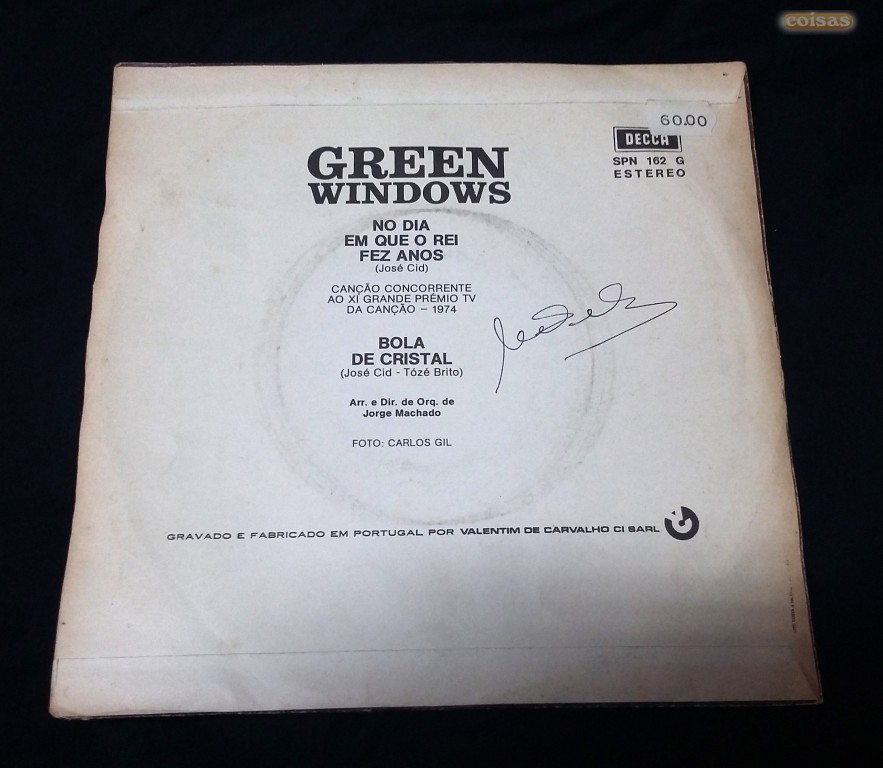 coisas
60.00
DECCA
SPN 162 G
ESTEREO
GREEN
WINDOWS
NO DIA
EM QUE O REI
FEZ ANOS
(José Cid)
CANÇÃO CONCORRENTE
AO XI GRANDE PRÉMIO TV
DA CANÇÃO – 1974
BOLA
DE CRISTAL
(José Cid - Tózé Brito)
Arr. e Dir. de Orq. de
Jorge Machado
FOTO: CARLOS GIL
GRAVADO E FABRICADO EM PORTUGAL POR VALENTIM DE CARVALHO CI SARL